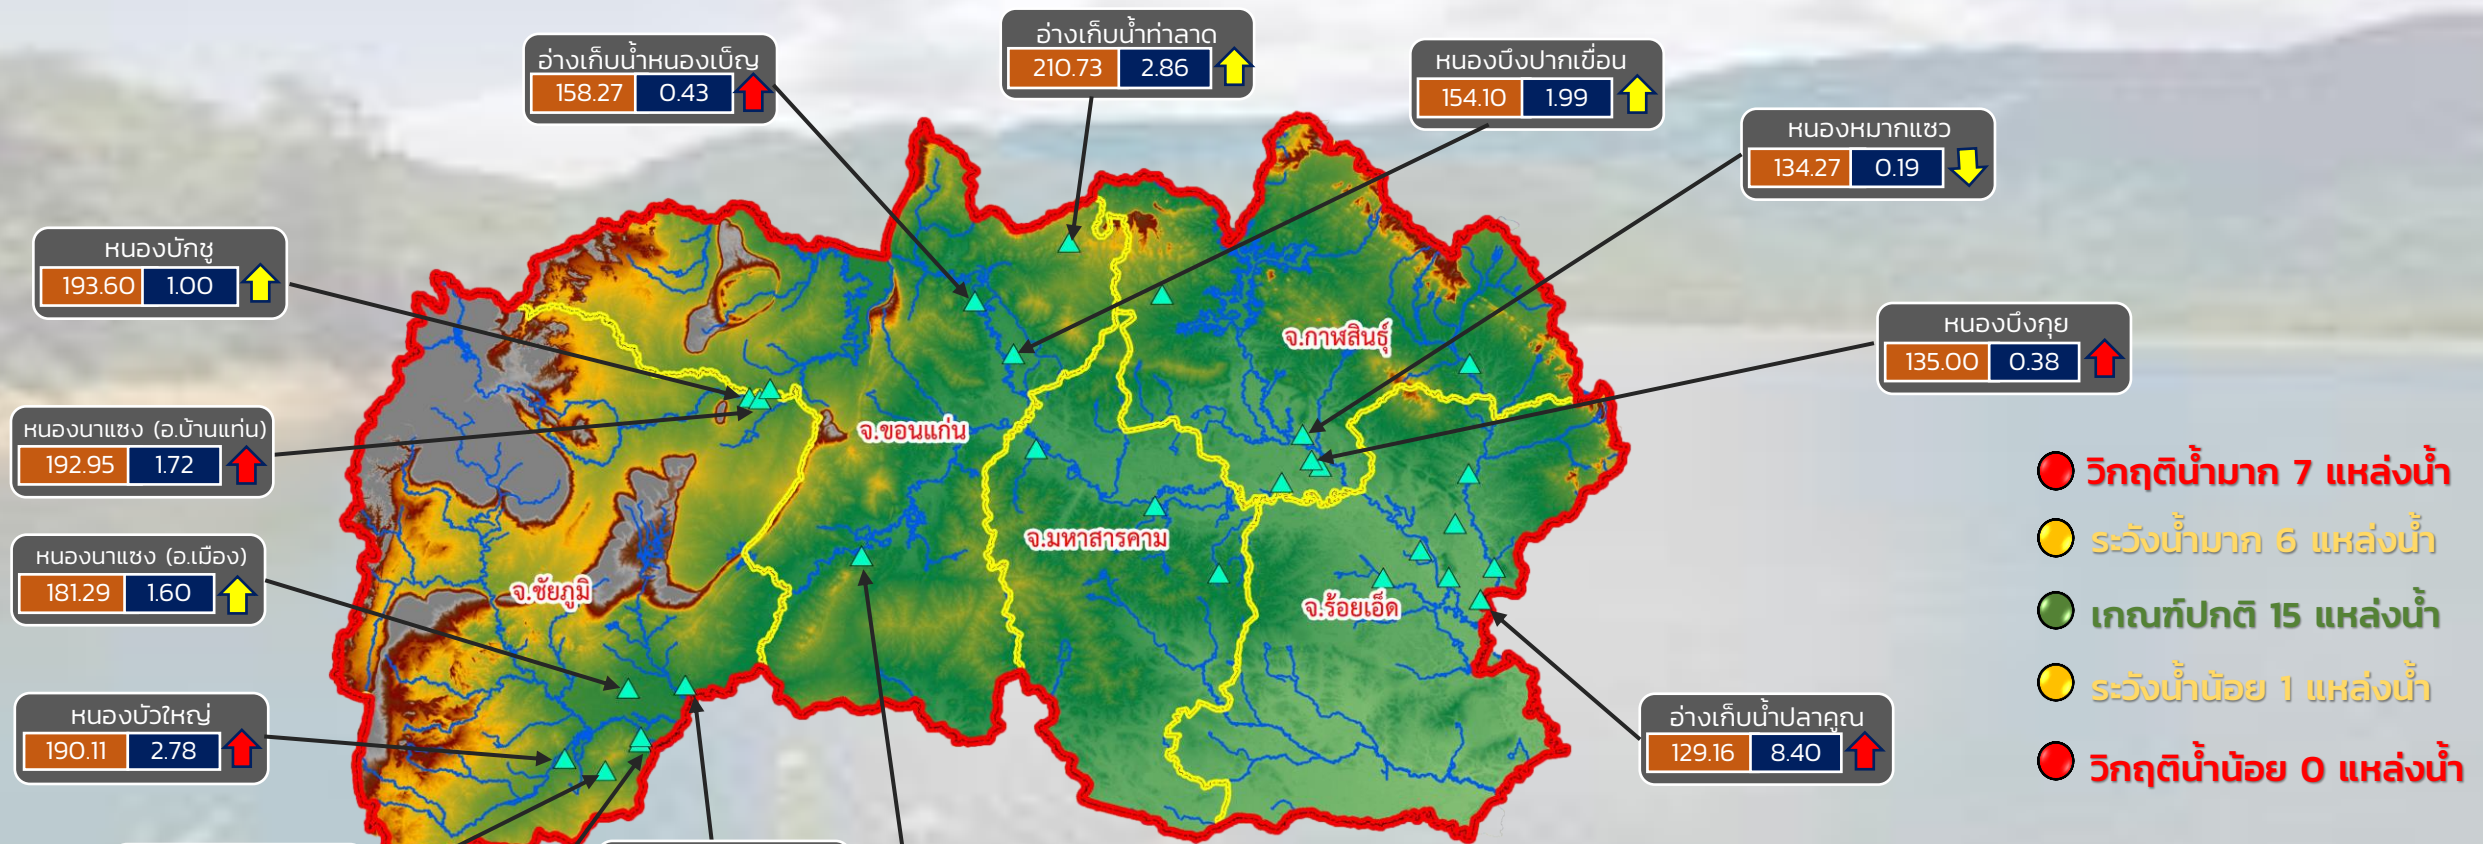 อ่างเก็บน้ำท่าลาด
210.73 2.86
อ่างเก็บน้ำหนองเบ็ญ
158.27 0.43
หนองบึงปากเขื่อน
154.10 1.99
หนองหมากแซว
134.27 0.19
หนองบักชู
193.60 1.00
หนองบึงกุย
135.00 0.38
จ.กาฬสินธุ์
หนองนาแซง (อ.บ้านแท่น)
192.95 1.72
จ.ขอนแก่น
วิกฤติน้ำมาก 7 แหล่งน้ำ
ระวังน้ำมาก 6 แหล่งน้ำ
หนองนาแซง (อ.เมือง)
181.29 1.60
จ.มหาสารคาม
จ.ชัยภูมิ
จ.ร้อยเอ็ด
เกณฑ์ปกติ 15 แหล่งน้ำ
ระวังน้ำน้อย 1 แหล่งน้ำ
หนองบัวใหญ่
190.11 2.78
อ่างเก็บน้ำปลาคูณ
129.16 8.40
วิกฤติน้ำน้อย 0 แหล่งน้ำ